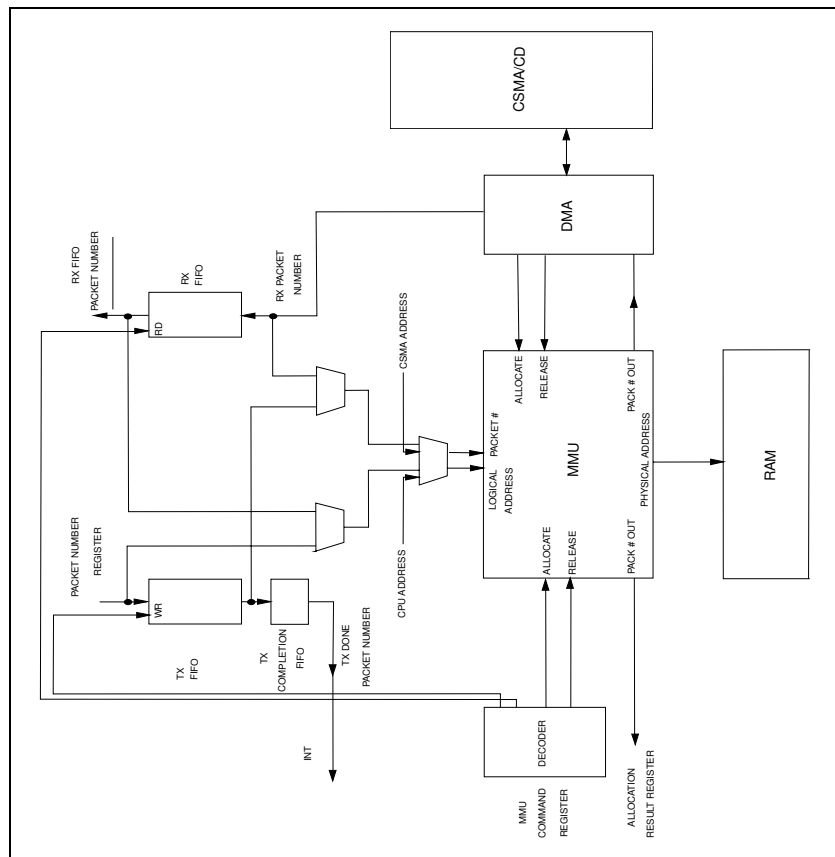 CSMA/CD
DMA
RX FIFO
PACKET NUMBER
RX
FIFO
RD
RX PACKET
NUMBER
CSMA ADDRESS
ALLOCATE
RELEASE
PACK # OUT
PACKET #
LOGICAL
ADDRESS
MMU
PHYSICAL ADDRESS
RAM
PACKET NUMBER
REGISTER
WR
TX
FIFO
TX
COMPLETION
FIFO
TX DONE
PACKET NUMBER
CPU ADDRESS
ALLOCATE
RELEASE
PACK # OUT
INT
DECODER
MMU
COMMAND
REGISTER
ALLOCATION
RESULT REGISTER